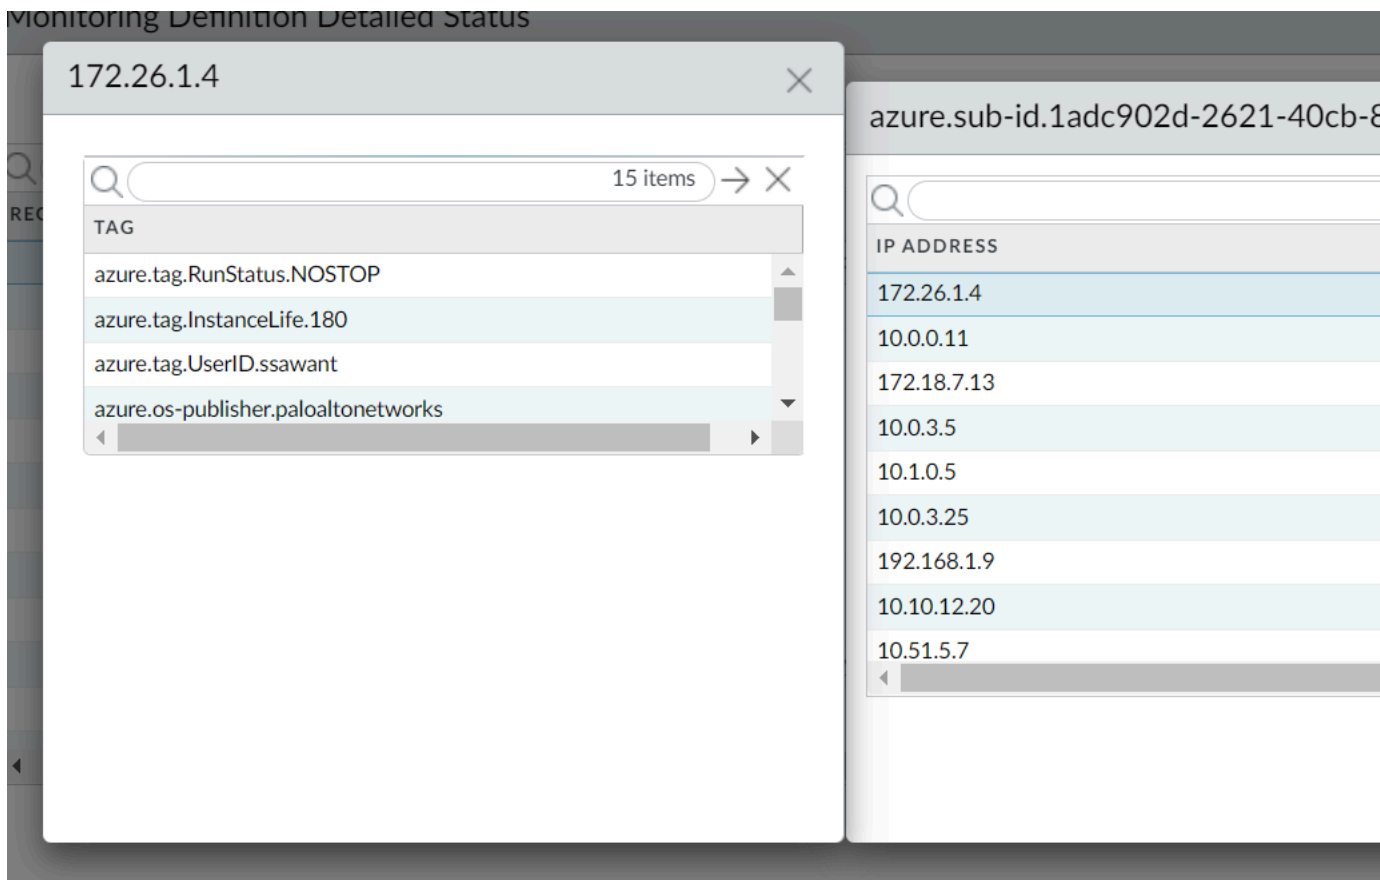 Monitoring Definition Detailed Status
172.26.1.4
15 items
TAG
azure.tag.RunStatus.NOSTOP
azure.tag.InstanceLife.180
azure.tag.UserID.ssawant
azure.os-publisher.paloaltonetworks
REC
azure.sub-id.1adc902d-2621-40cb-8
IP ADDRESS
172.26.1.4
10.0.0.11
172.18.7.13
10.0.3.5
10.1.0.5
10.0.3.25
192.168.1.9
10.10.12.20
10.51.5.7